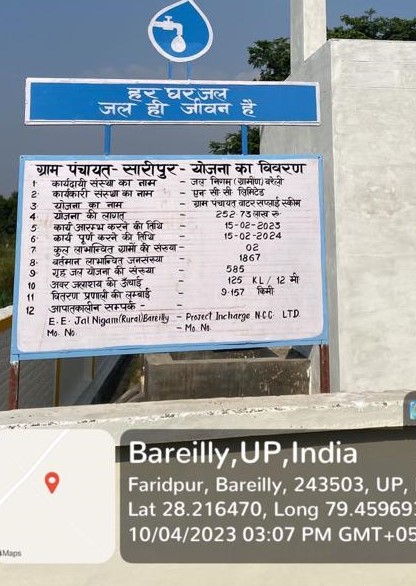 हर घर जल
जल ही जीवन है
ग्राम पंचायत- सारीपुर - योजना का विवरण
1 कार्यदायी संस्था का नाम - जल निगम (ग्रामीण) बरेली
2 कार्यकारी संस्था का नाम - एन सी सी लिमिटेड
3 योजना का नाम - ग्राम पंचायत वाटर सप्लाई स्कीम
4 योजना की लागत - 252.73 लाख रु
5 कार्य आरम्भ करने की तिथि - 15-02-2023
6 कार्य पूर्ण करने की तिथि - 15-02-2024
7 कुल लाभान्वित ग्रामों की संख्या - 02
8 वर्तमान लाभान्वित जनसंख्या 1867
9 गृह जल योजना की संख्या - 585
10 अवर जलाशय की ऊँचाई - 125 KL / 12 मी
11 वितरण प्रणाली की लम्बाई - 9.157 किमी
12 आपातकालीन सम्पर्क -
E.E. Jal Nigam(Rural)Bareilly - Project Incharge N.C.C. LTD.
Mo. No. - Mo. No.
Bareilly,UP,India
Faridpur, Bareilly, 243503, UP,
Lat 28.216470, Long 79.45969
10/04/2023 03:07 PM GMT+05
Maps